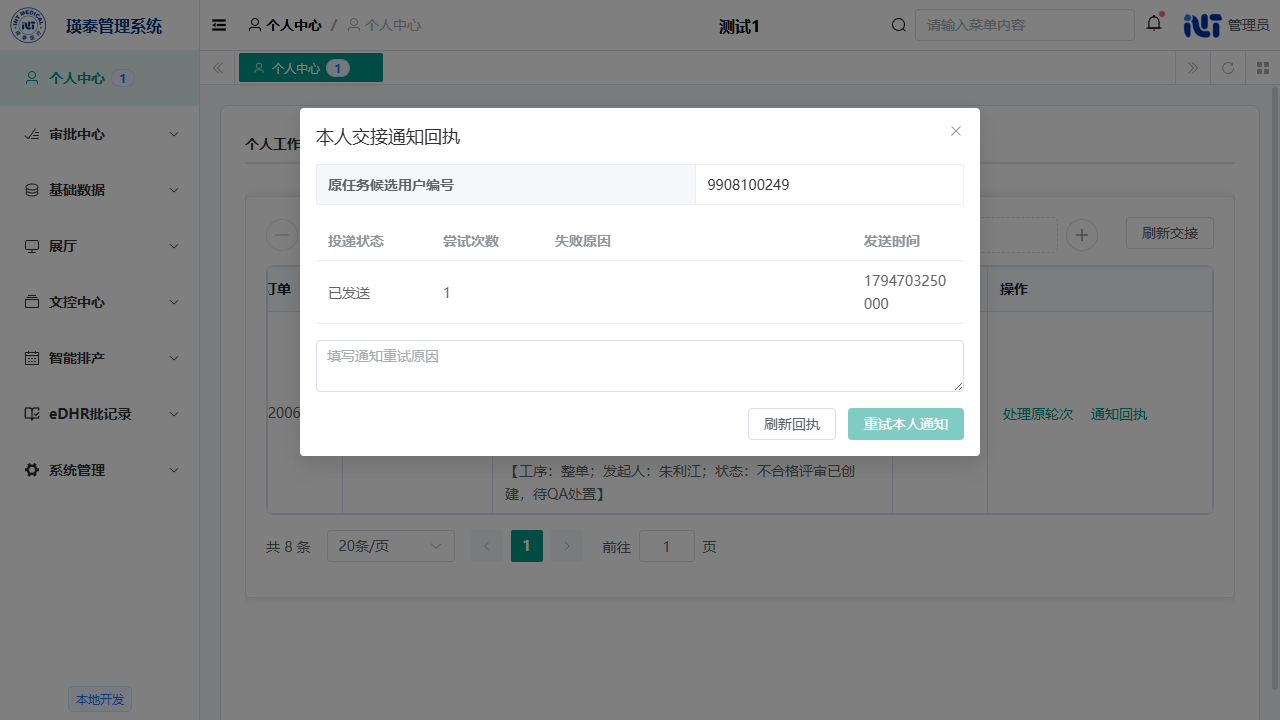 瑛泰管理系统
个人中心 / 个人中心
测试1
请输入菜单内容
管理员
个人中心 1
个人中心 1
审批中心
基础数据
展厅
文控中心
智能排产
eDHR批记录
系统管理
本地开发
个人工作
刷新交接
订单
操作
2006
处理原轮次 通知回执
【工序：整单；发起人：朱利江；状态：不合格评审已创
建，待QA处置】
共 8 条
20条/页
1
前往 1 页
本人交接通知回执
原任务候选用户编号 9908100249
投递状态 尝试次数 失败原因 发送时间
已发送 1 1794703250
000
填写通知重试原因
刷新回执 重试本人通知